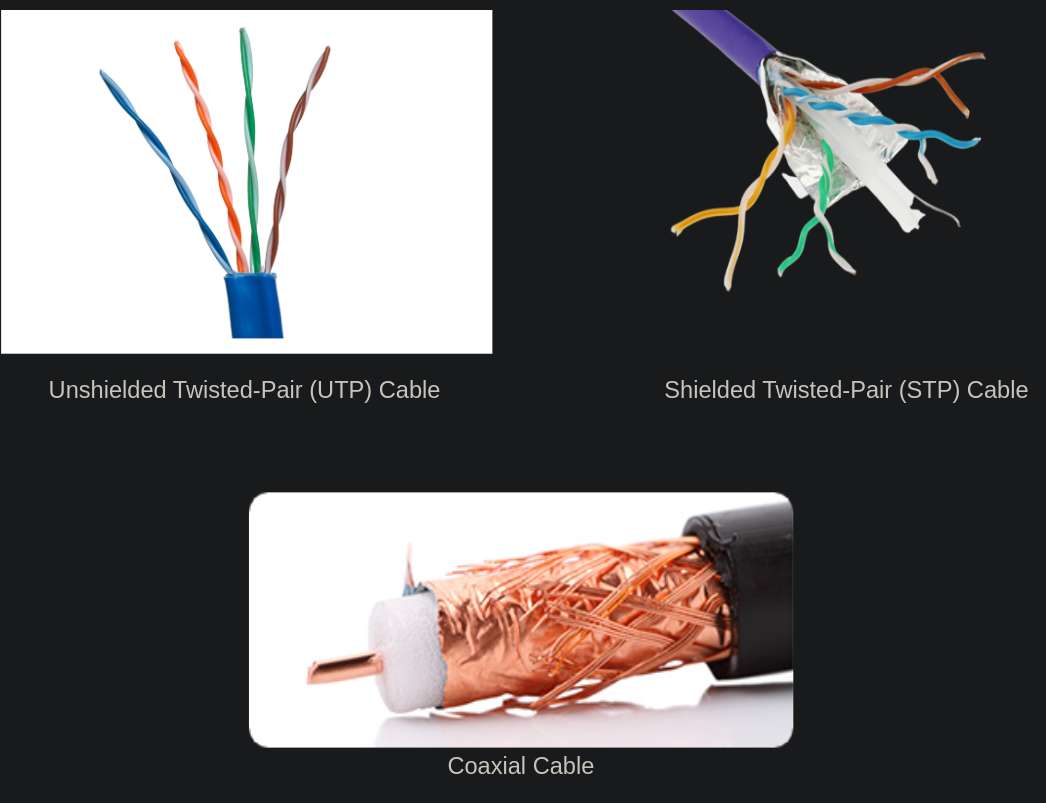 Unshielded Twisted-Pair (UTP) Cable
Shielded Twisted-Pair (STP) Cable
Coaxial Cable